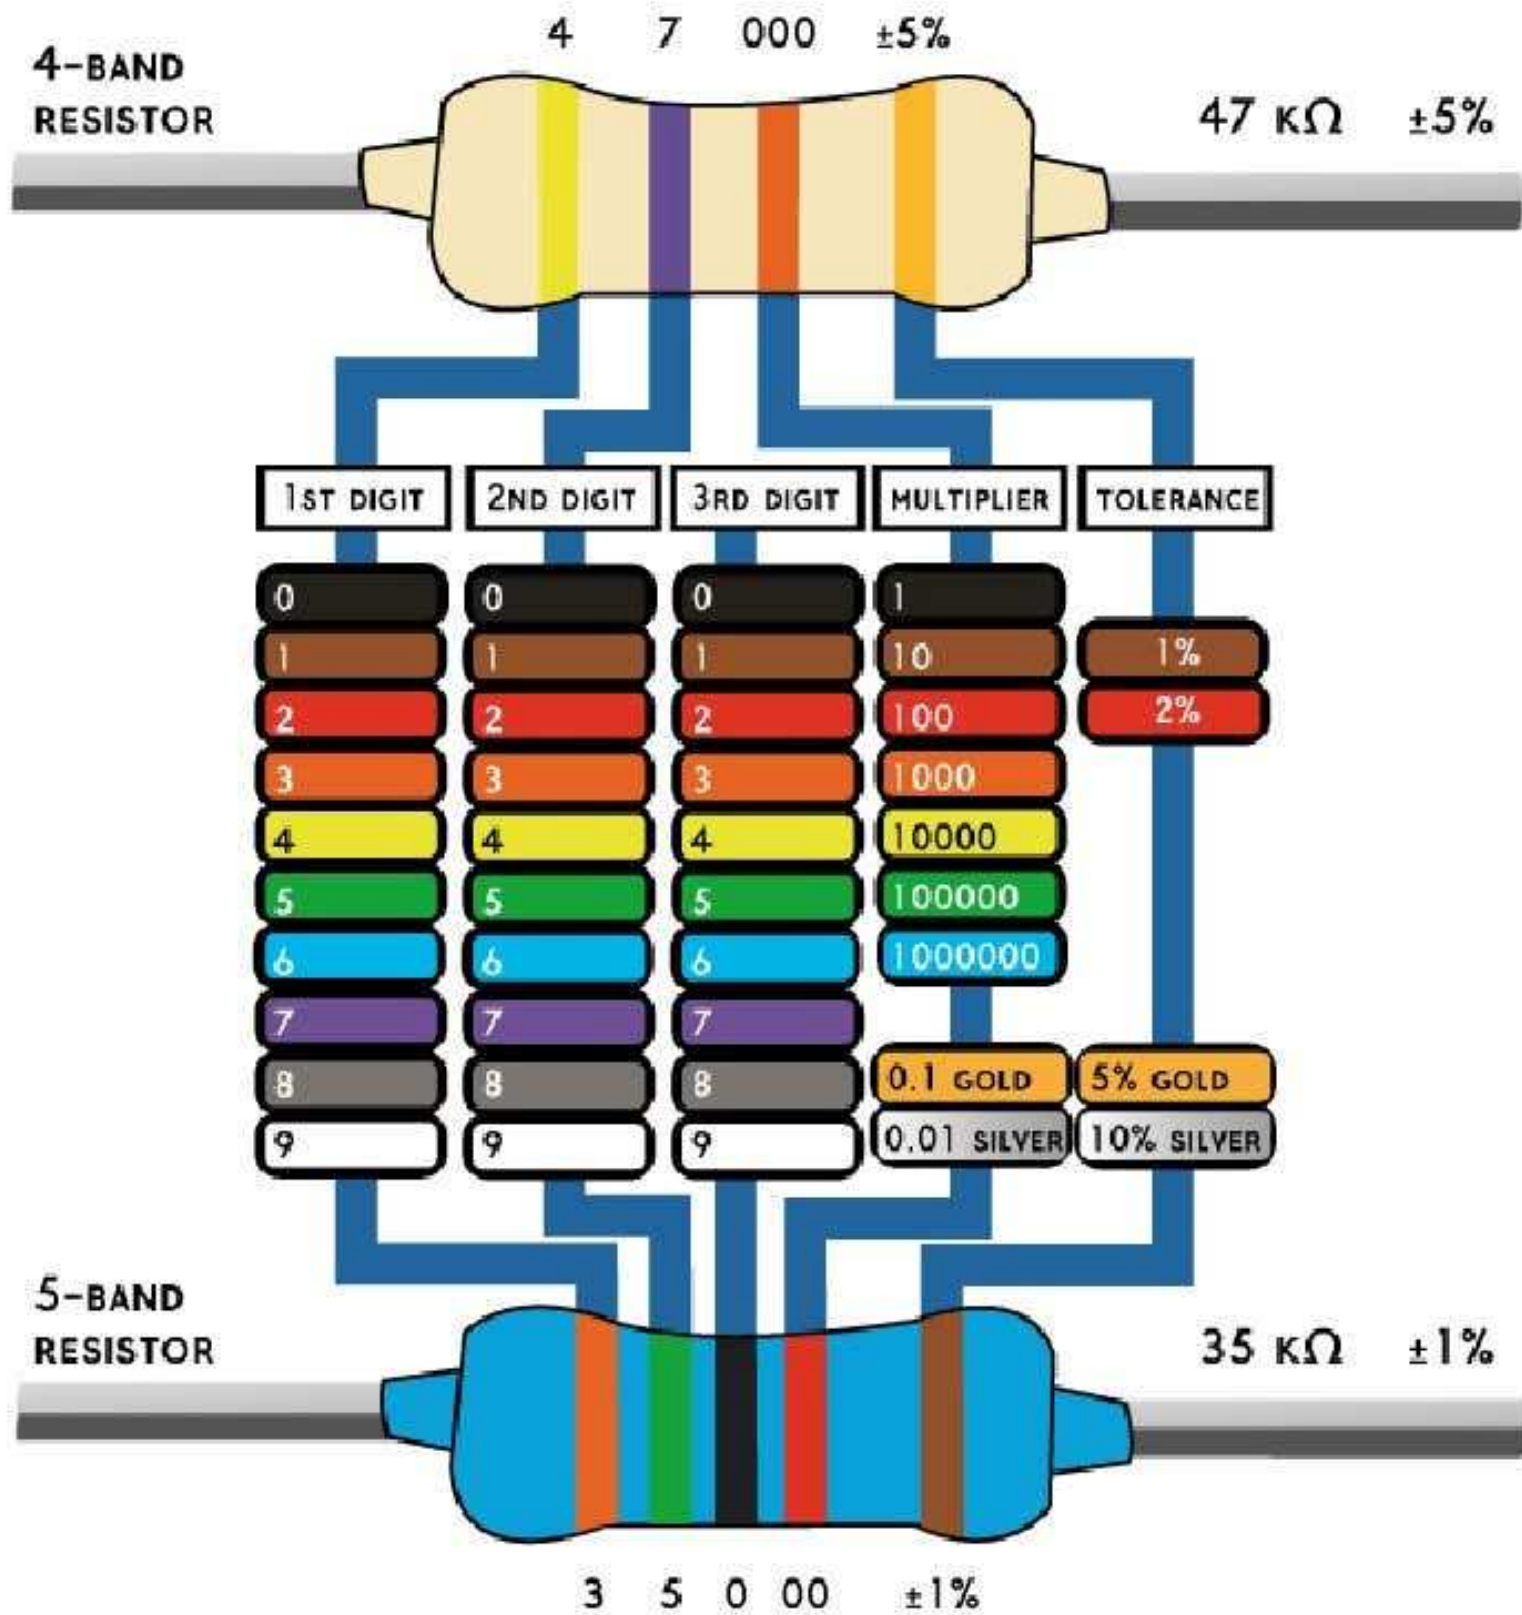 4 7 000 ±5%
4-BAND
RESISTOR
47 KΩ ±5%
1ST DIGIT 2ND DIGIT 3RD DIGIT MULTIPLIER TOLERANCE
0 0 0 1
1 1 1 10 1%
2 2 2 100 2%
3 3 3 1000
4 4 4 10000
5 5 5 100000
6 6 6 1000000
7 7 7
8 8 8 0.1 GOLD 5% GOLD
9 9 9 0.01 SILVER 10% SILVER
5-BAND
RESISTOR
35 KΩ ±1%
3 5 0 00 ±1%